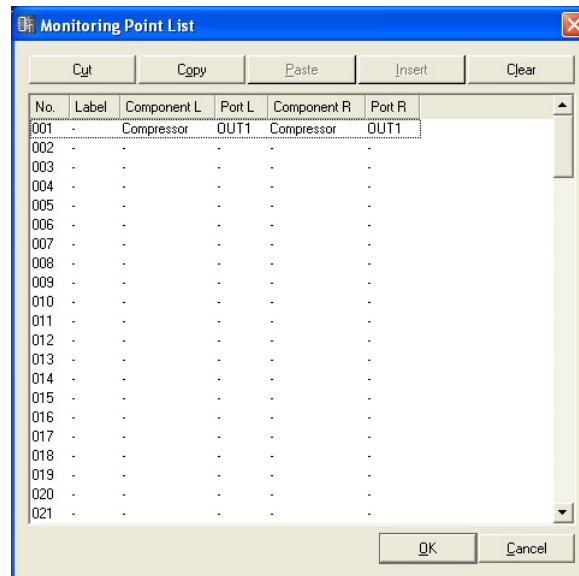 Monitoring Point List
Cut Copy Paste Insert Clear
No. Label Component L Port L Component R Port R
001 - Compressor OUT1 Compressor OUT1
002 - - - - -
003 - - - - -
004 - - - - -
005 - - - - -
006 - - - - -
007 - - - - -
008 - - - - -
009 - - - - -
010 - - - - -
011 - - - - -
012 - - - - -
013 - - - - -
014 - - - - -
015 - - - - -
016 - - - - -
017 - - - - -
018 - - - - -
019 - - - - -
020 - - - - -
021 - - - - -
OK Cancel